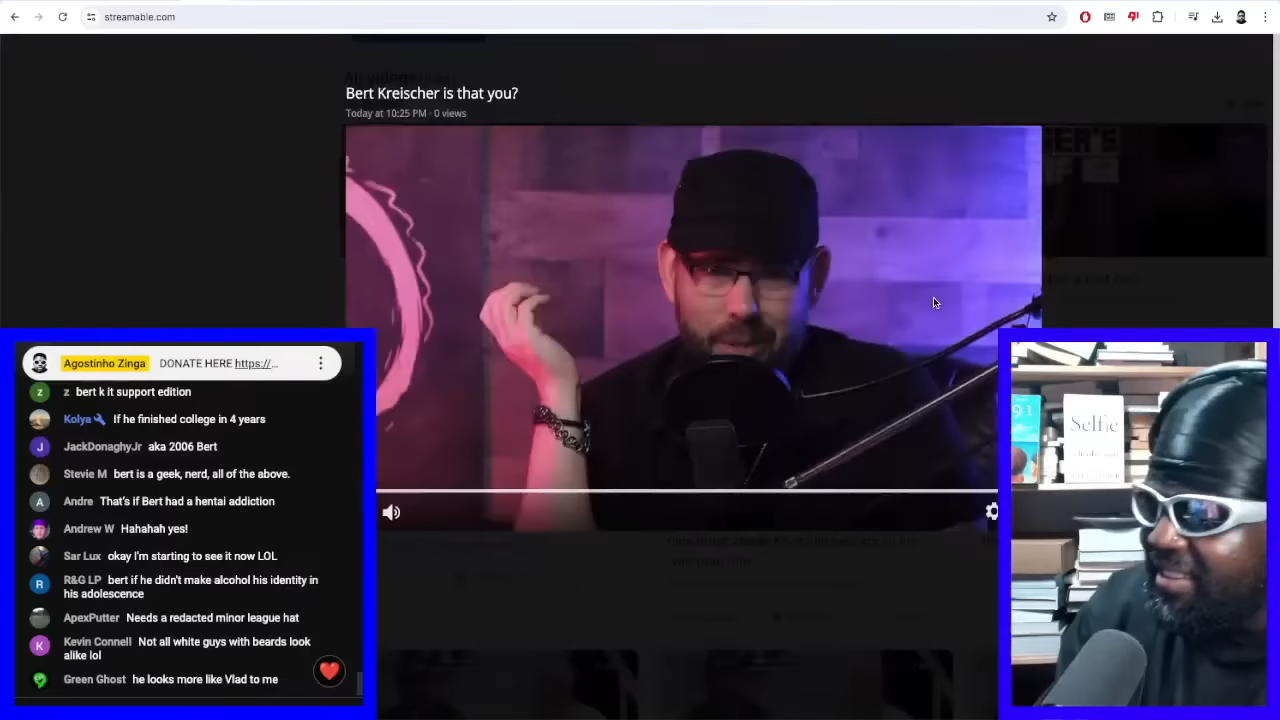 streamable.com
Bert Kreischer is that you?
Today at 10:25 PM · 0 views
Agostinho Zinga DONATE HERE https://...
z z bert k it support edition
Kolya If he finished college in 4 years
J JackDonaghyJr aka 2006 Bert
Stevie M bert is a geek, nerd, all of the above.
A Andre That's if Bert had a hentai addiction
Andrew W Hahahah yes!
Sar Lux okay I'm starting to see it now LOL
R R&G LP bert if he didn't make alcohol his identity in
his adolescence
ApexPutter Needs a redacted minor league hat
K Kevin Connell Not all white guys with beards look
alike lol
Green Ghost he looks more like Vlad to me
91
Selfie